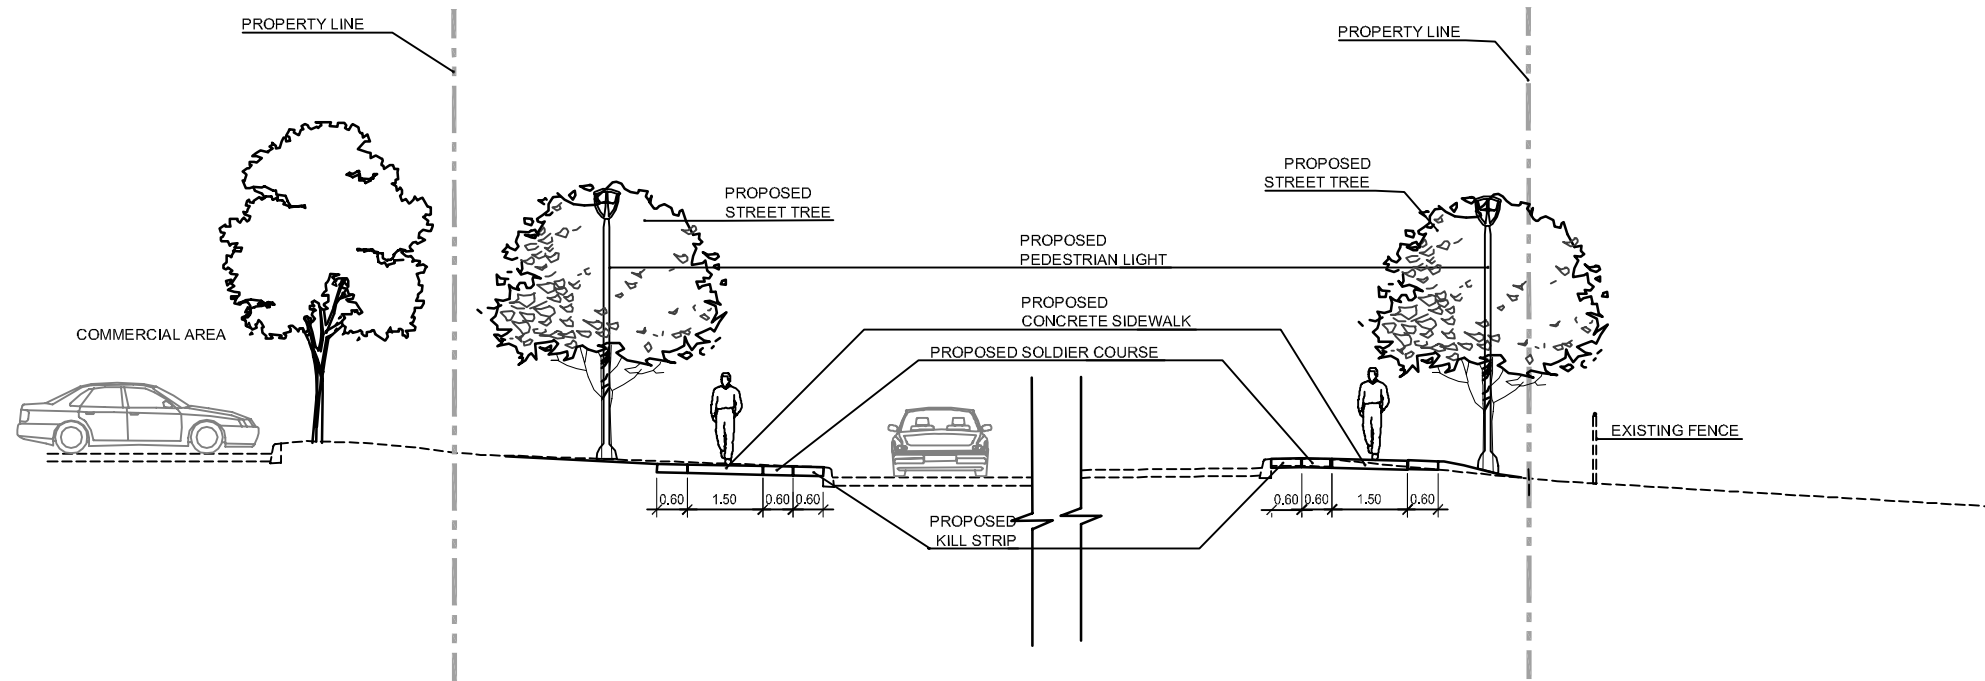 PROPERTY LINE
PROPERTY LINE
PROPOSED
STREET TREE
PROPOSED
STREET TREE
PROPOSED
PEDESTRIAN LIGHT
PROPOSED
CONCRETE SIDEWALK
COMMERCIAL AREA
PROPOSED SOLDIER COURSE
EXISTING FENCE
0.60 1.50 0.60 0.60
0.60 0.60 1.50 0.60
PROPOSED
KILL STRIP